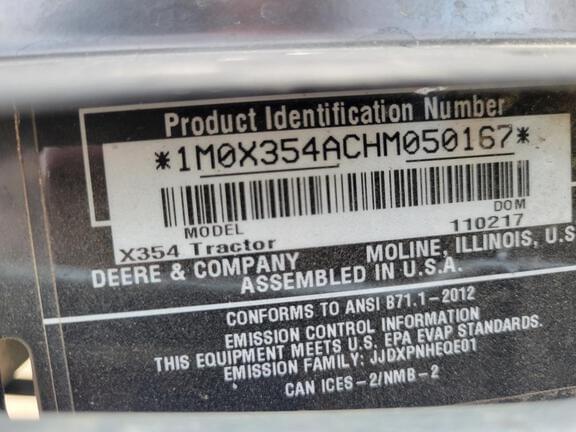 Product Identification Number
*1M0X354ACHM050167*
MODEL
DOM
X354 Tractor
110217
DEERE & COMPANY
MOLINE, ILLINOIS, U.S
ASSEMBLED IN U.S.A.
CONFORMS TO ANSI B71.1-2012
EMISSION CONTROL INFORMATION
THIS EQUIPMENT MEETS U.S. EPA EVAP STANDARDS.
EMISSION FAMILY: JJDXPNHEQE01
CAN ICES-2/NMB-2